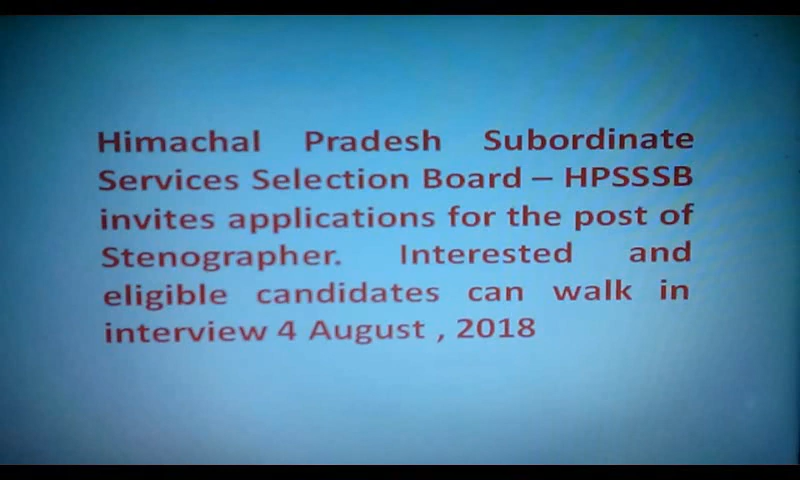 Himachal Pradesh Subordinate
Services Selection Board – HPSSSB
invites applications for the post of
Stenographer. Interested and
eligible candidates can walk in
interview 4 August , 2018